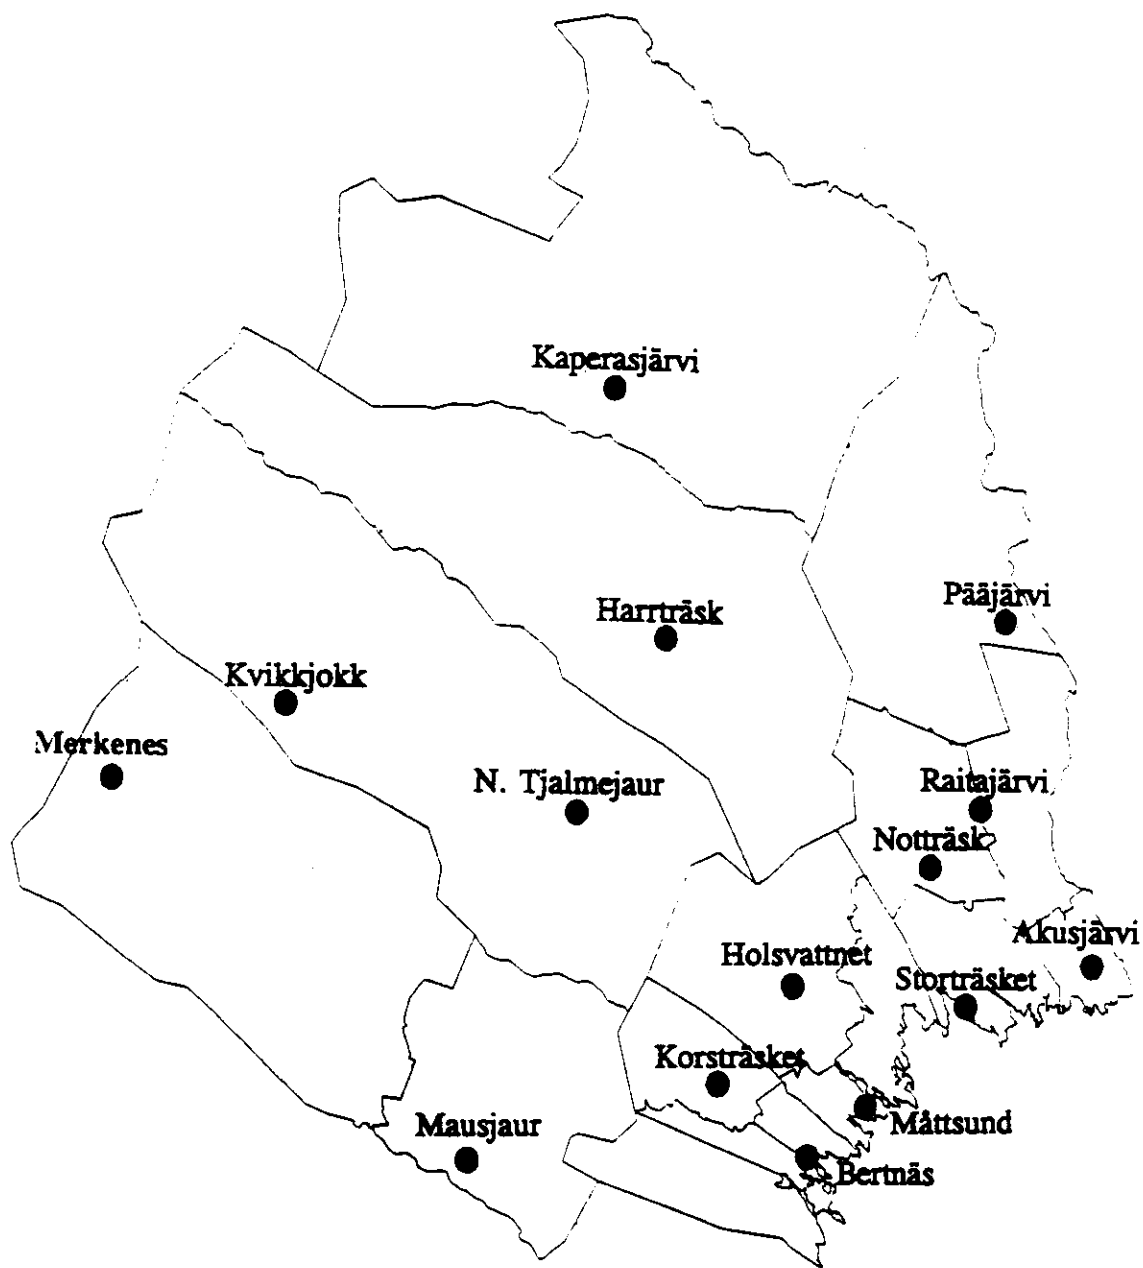 Kaperasjärvi
Pääjärvi
Harrträsk
Kvikkjokk
Merkenes
N. Tjalmejaur
Raitajärvi
Notträsk
Akusjärvi
Holsvattnet
Storträsket
Korsträsket
Måttsund
Mausjaur
Bertnäs